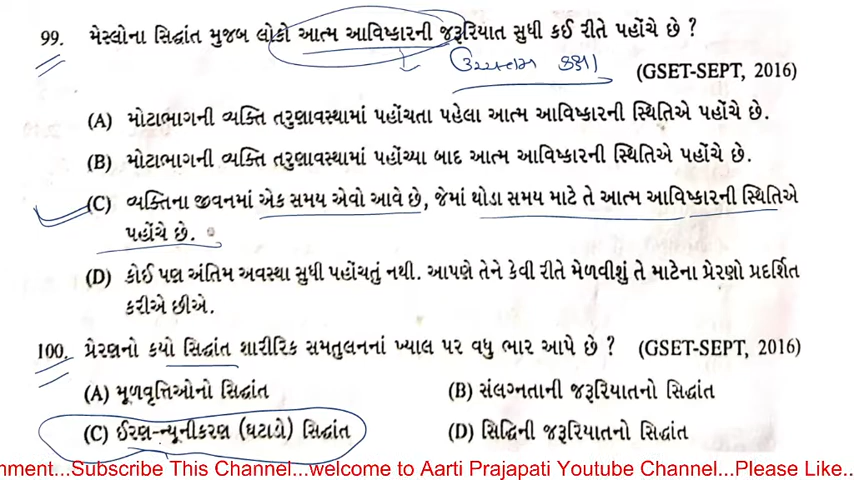 99. મેસ્લોના સિદ્ધાંત મુજબ લોકો આત્મ આવિષ્કારની જરૂરિયાત સુધી કઈ રીતે પહોંચે છે ?
ઉચ્ચતમ કક્ષા
(GSET-SEPT, 2016)
(A) મોટાભાગની વ્યક્તિ તરુણાવસ્થામાં પહોંચતા પહેલા આત્મ આવિષ્કારની સ્થિતિએ પહોંચે છે.
(B) મોટાભાગની વ્યક્તિ તરુણાવસ્થામાં પહોંચ્યા બાદ આત્મ આવિષ્કારની સ્થિતિએ પહોંચે છે.
(C) વ્યક્તિના જીવનમાં એક સમય એવો આવે છે, જેમાં થોડા સમય માટે તે આત્મ આવિષ્કારની સ્થિતિએ
પહોંચે છે.
(D) કોઈ પણ અંતિમ અવસ્થા સુધી પહોંચતું નથી. આપણે તેને કેવી રીતે મેળવીશું તે માટેના પ્રેરણો પ્રદર્શિત
કરીએ છીએ.
100. પ્રેરણનો કયો સિદ્ધાંત શારીરિક સમતુલનનાં ખ્યાલ પર વધુ ભાર આપે છે ? (GSET-SEPT, 2016)
(A) મૂળવૃત્તિઓનો સિદ્ધાંત (B) સંલગ્નતાની જરૂરિયાતનો સિદ્ધાંત
(C) ઈરણ-ન્યૂનીકરણ (ઘટાડો) સિદ્ધાંત (D) સિદ્ધિની જરૂરિયાતનો સિદ્ધાંત
nment...Subscribe This Channel...welcome to Aarti Prajapati Youtube Channel...Please Like..